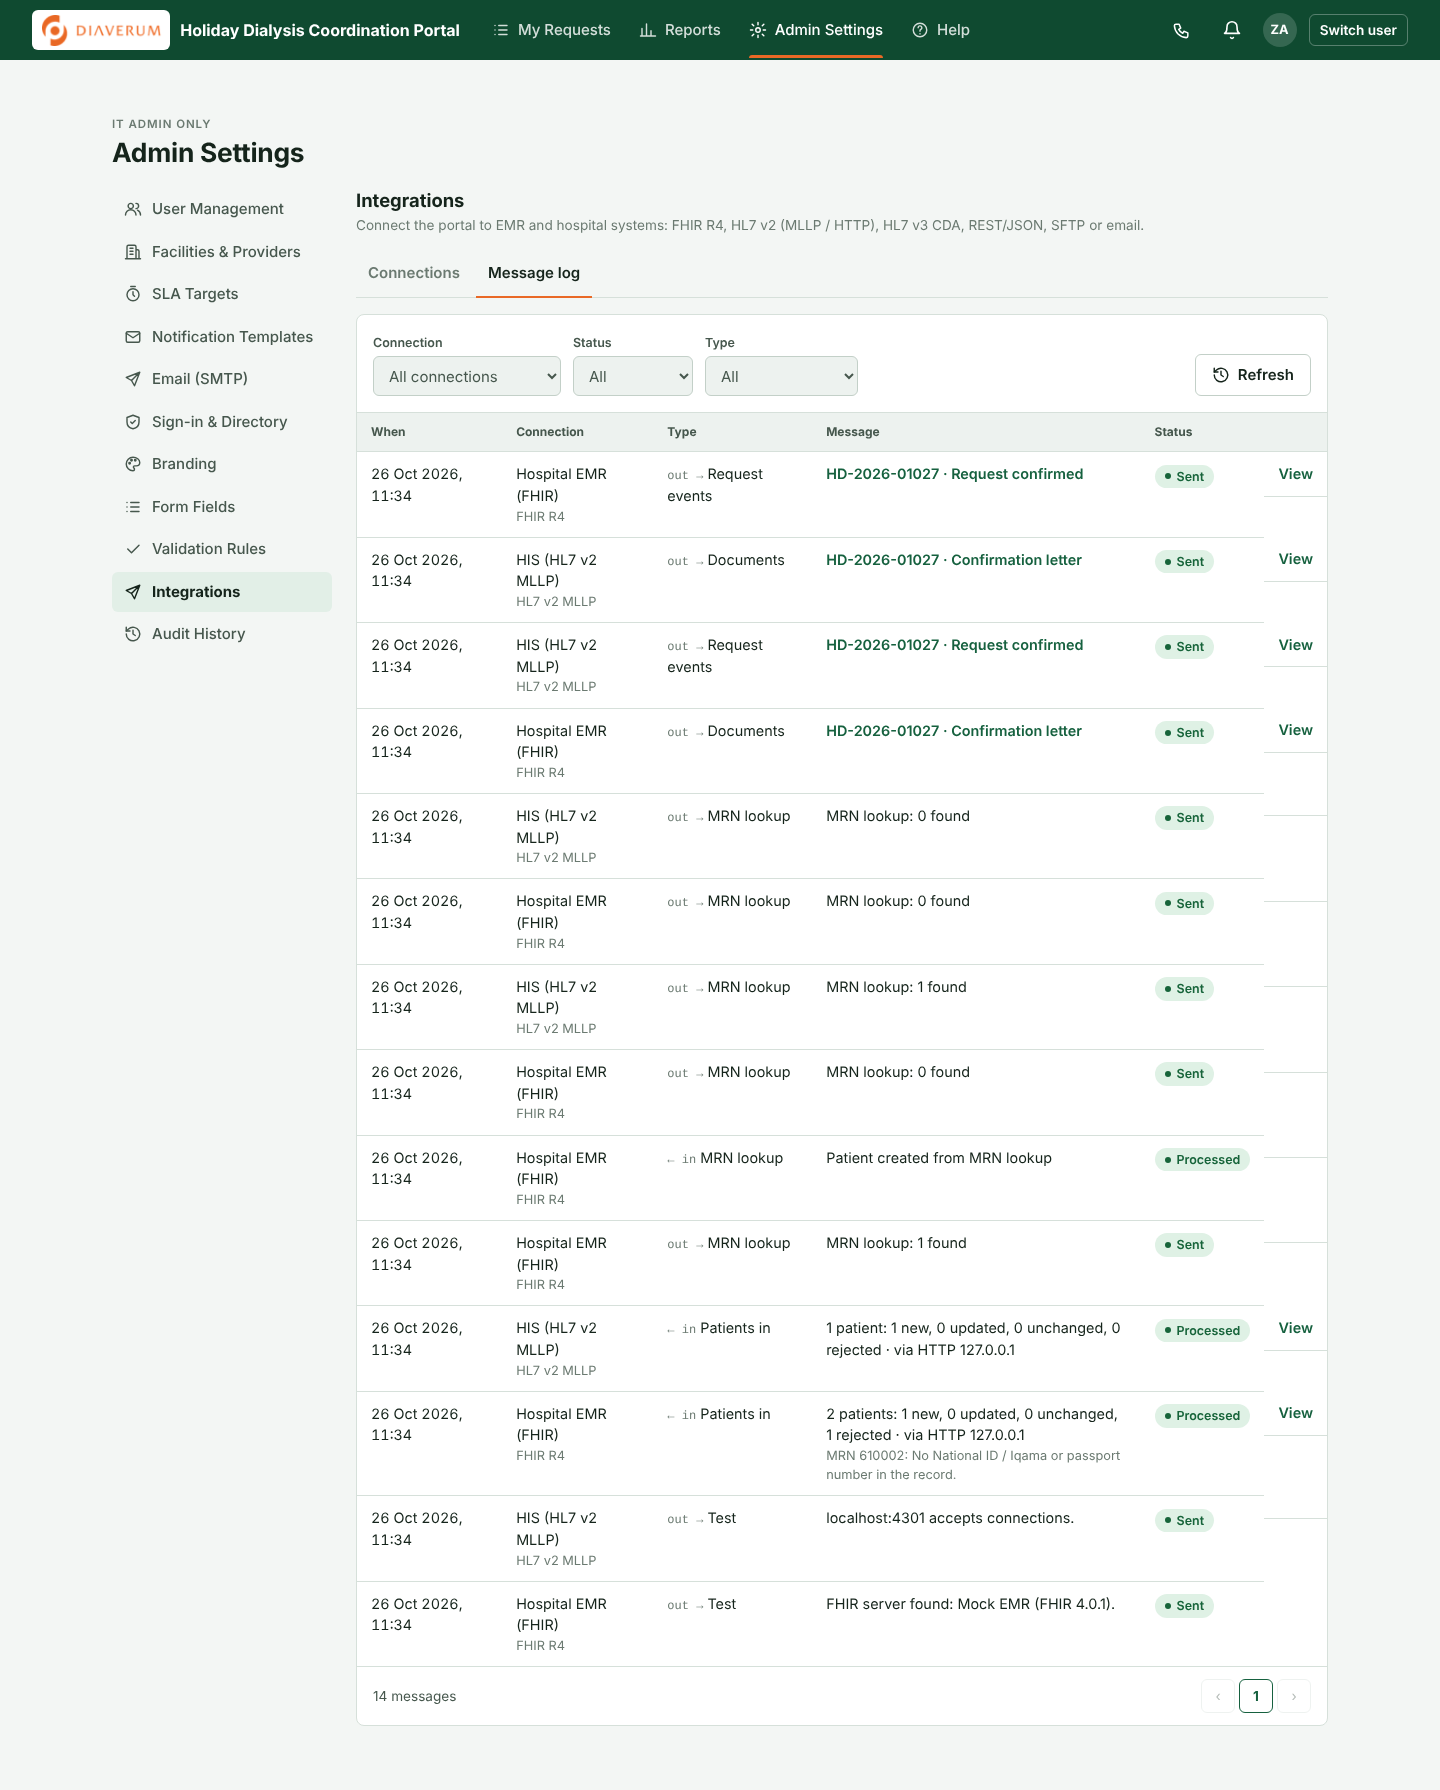 DIAVERUM Holiday Dialysis Coordination Portal My Requests Reports Admin Settings Help ZA Switch user
IT ADMIN ONLY
Admin Settings
User Management
Facilities & Providers
SLA Targets
Notification Templates
Email (SMTP)
Sign-in & Directory
Branding
Form Fields
Validation Rules
Integrations
Audit History
Integrations
Connect the portal to EMR and hospital systems: FHIR R4, HL7 v2 (MLLP / HTTP), HL7 v3 CDA, REST/JSON, SFTP or email.
Connections Message log
Connection Status Type
All connections All All Refresh
When Connection Type Message Status
26 Oct 2026, Hospital EMR out → Request HD-2026-01027 · Request confirmed Sent View
11:34 (FHIR) events
FHIR R4
26 Oct 2026, HIS (HL7 v2 out → Documents HD-2026-01027 · Confirmation letter Sent View
11:34 MLLP)
HL7 v2 MLLP
26 Oct 2026, HIS (HL7 v2 out → Request HD-2026-01027 · Request confirmed Sent View
11:34 MLLP) events
HL7 v2 MLLP
26 Oct 2026, Hospital EMR out → Documents HD-2026-01027 · Confirmation letter Sent View
11:34 (FHIR)
FHIR R4
26 Oct 2026, HIS (HL7 v2 out → MRN lookup MRN lookup: 0 found Sent
11:34 MLLP)
HL7 v2 MLLP
26 Oct 2026, Hospital EMR out → MRN lookup MRN lookup: 0 found Sent
11:34 (FHIR)
FHIR R4
26 Oct 2026, HIS (HL7 v2 out → MRN lookup MRN lookup: 1 found Sent
11:34 MLLP)
HL7 v2 MLLP
26 Oct 2026, Hospital EMR out → MRN lookup MRN lookup: 0 found Sent
11:34 (FHIR)
FHIR R4
26 Oct 2026, Hospital EMR ← in MRN lookup Patient created from MRN lookup Processed
11:34 (FHIR)
FHIR R4
26 Oct 2026, Hospital EMR out → MRN lookup MRN lookup: 1 found Sent
11:34 (FHIR)
FHIR R4
26 Oct 2026, HIS (HL7 v2 ← in Patients in 1 patient: 1 new, 0 updated, 0 unchanged, 0 Processed View
11:34 MLLP) rejected · via HTTP 127.0.0.1
HL7 v2 MLLP
26 Oct 2026, Hospital EMR ← in Patients in 2 patients: 1 new, 0 updated, 0 unchanged, Processed View
11:34 (FHIR) 1 rejected · via HTTP 127.0.0.1
FHIR R4 MRN 610002: No National ID / Iqama or passport
number in the record.
26 Oct 2026, HIS (HL7 v2 out → Test localhost:4301 accepts connections. Sent
11:34 MLLP)
HL7 v2 MLLP
26 Oct 2026, Hospital EMR out → Test FHIR server found: Mock EMR (FHIR 4.0.1). Sent
11:34 (FHIR)
FHIR R4
14 messages ‹ 1 ›